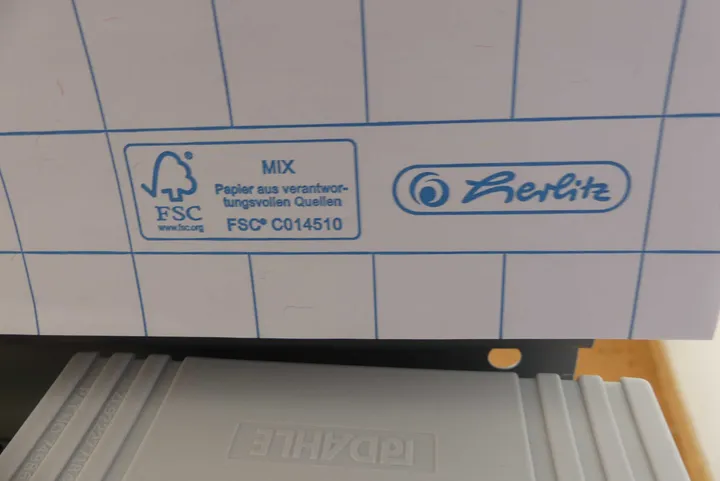 MIX
Papier aus verantwor-
tungsvollen Quellen
FSC® C014510
FSC
www.fsc.org
herlitz
DAHLE